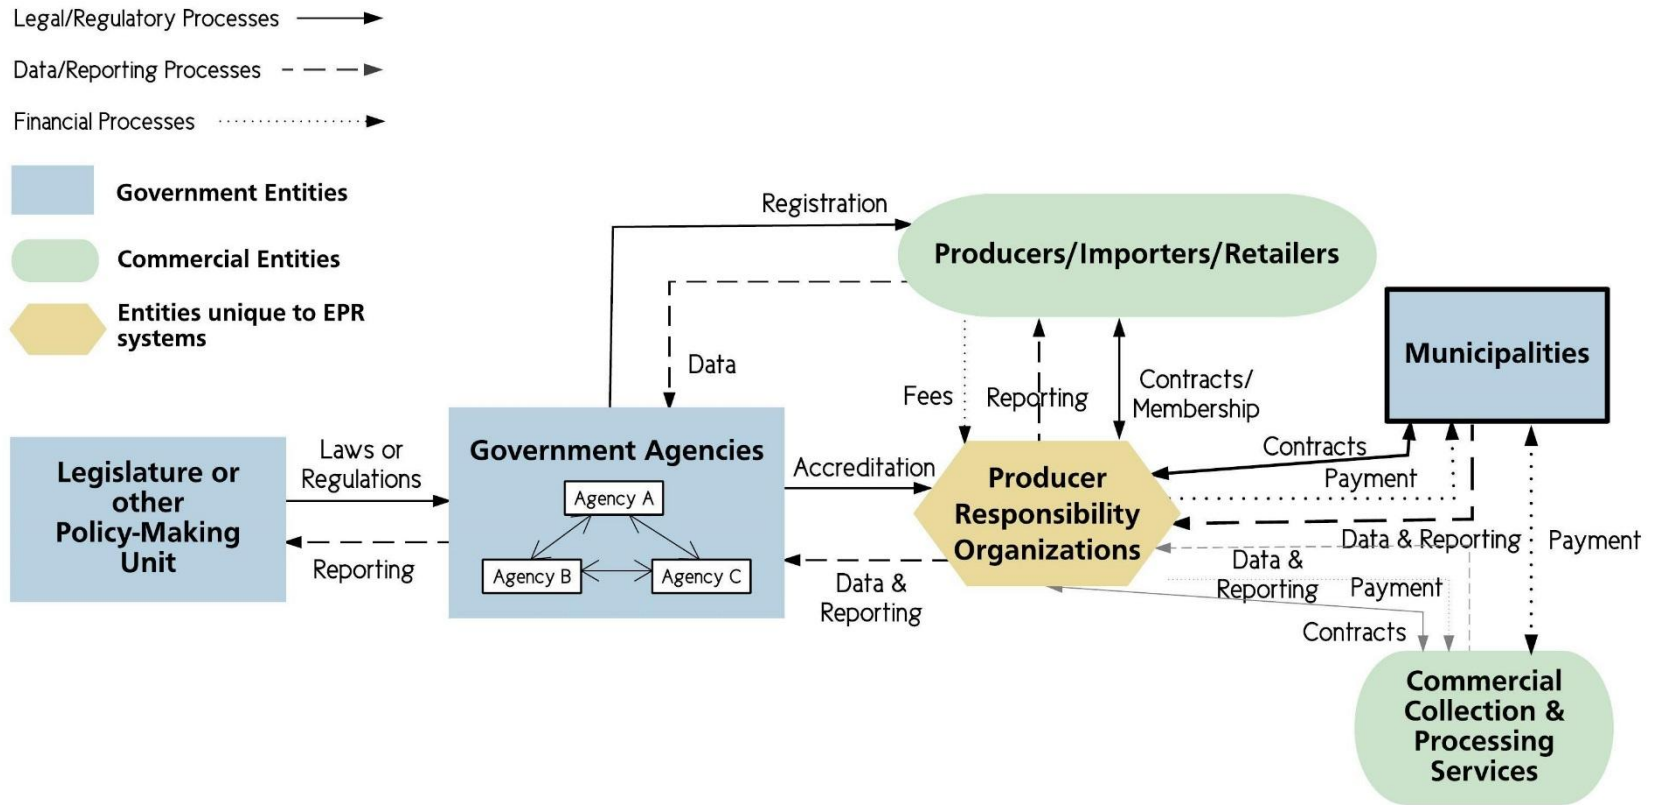 Legal/Regulatory Processes
Data/Reporting Processes
Financial Processes
Government Entities
Commercial Entities
Entities unique to EPR
systems
Registration
Producers/Importers/Retailers
Municipalities
Data
Fees
Reporting
Contracts/
Membership
Legislature or
other
Policy-Making
Unit
Laws or
Regulations
Reporting
Government Agencies
Agency A
Agency B
Agency C
Accreditation
Data &
Reporting
Producer
Responsibility
Organizations
Contracts
Payment
Data & Reporting
Payment
Data &
Reporting
Payment
Contracts
Commercial
Collection &
Processing
Services